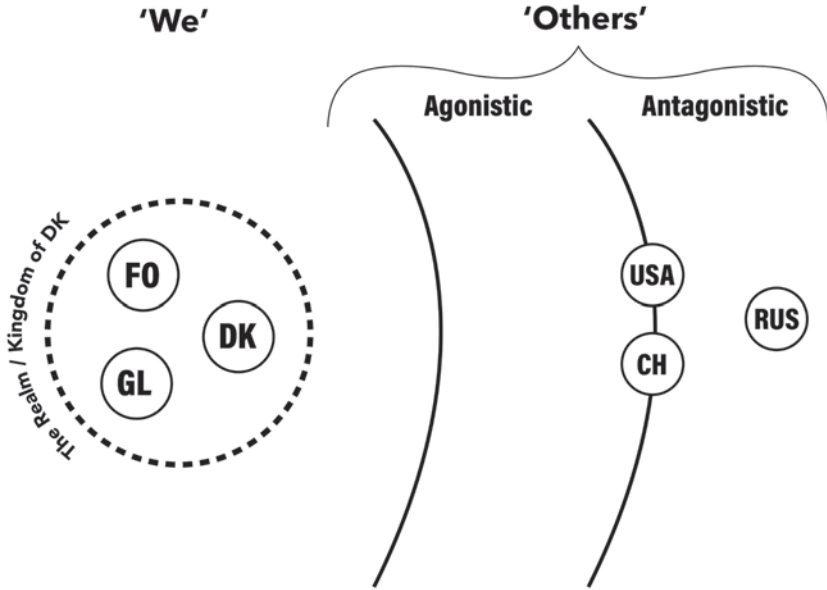 'We'
'Others'
Agonistic
Antagonistic
The Realm / Kingdom of DK
FO
DK
GL
USA
CH
RUS